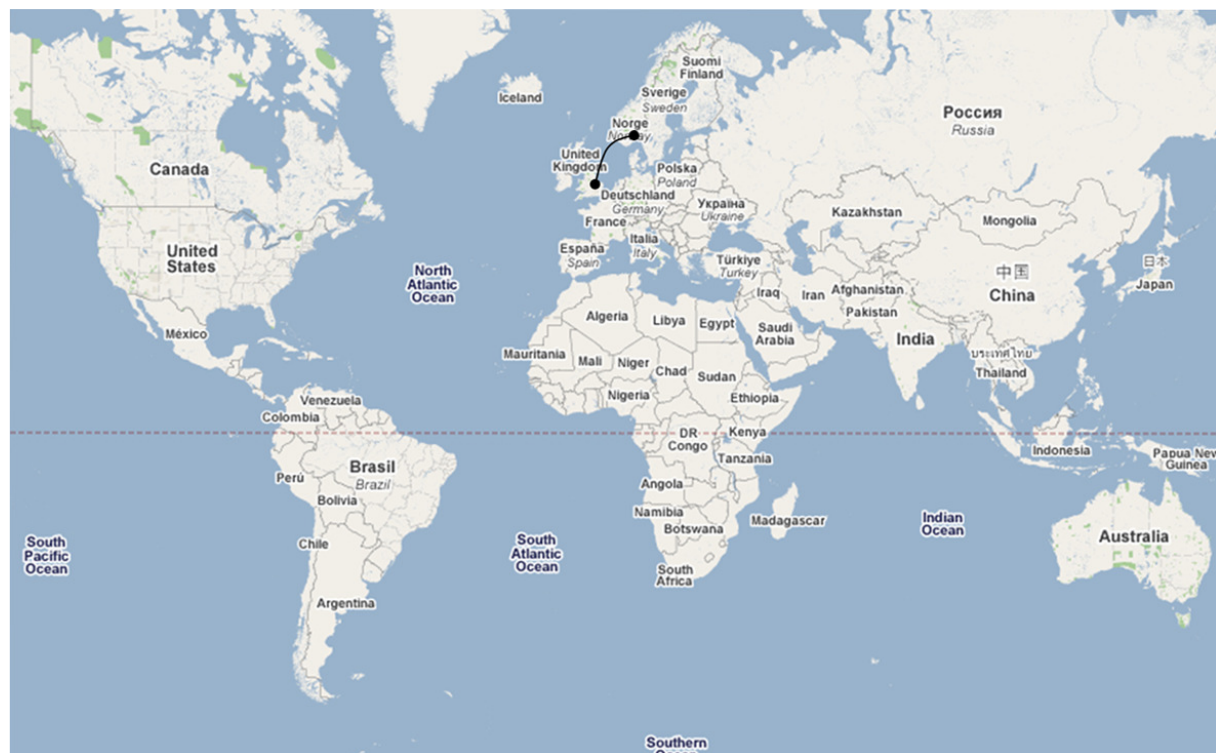 Suomi
Finland
Iceland
Sverige
Sweden
Россия
Russia
Norge
Norway
United
Kingdom
Canada
Polska
Poland
Deutschland
Germany
Україна
Ukraine
Kazakhstan
Mongolia
France
United
States
España
Spain
Italia
Italy
Türkiye
Turkey
North
Atlantic
Ocean
Iraq
Iran
Afghanistan
Pakistan
中国
China
日本
Japan
México
Algeria
Libya
Egypt
Saudi
Arabia
India
Mauritania
Mali
Niger
Chad
Sudan
ประเทศไทย
Thailand
Venezuela
Colombia
Nigeria
Ethiopia
DR
Congo
Kenya
Tanzania
Indonesia
Papua New
Guinea
Brasil
Brazil
Perú
Bolivia
Angola
Namibia
Botswana
Madagascar
Indian
Ocean
South
Pacific
Ocean
Chile
South
Atlantic
Ocean
Australia
South
Africa
Argentina
Southern
Ocean